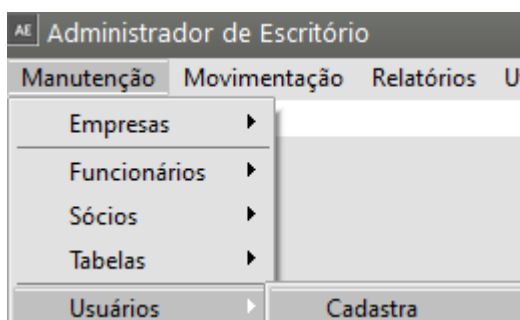 AE Administrador de Escritório
Manutenção Movimentação Relatórios U
Empresas
Funcionários
Sócios
Tabelas
Usuários Cadastra